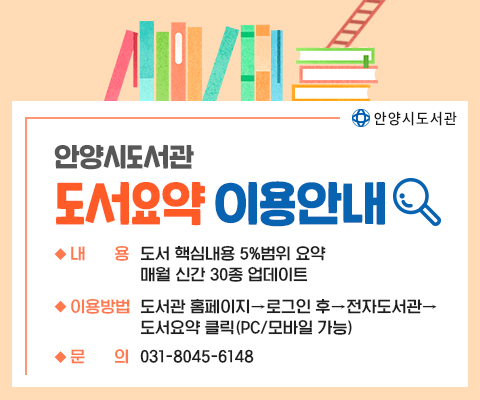 안양시도서관
안양시도서관
도서요약 이용안내
◆ 내 용 도서 핵심내용 5%범위 요약
매월 신간 30종 업데이트
◆ 이용방법 도서관 홈페이지→로그인 후→전자도서관→
도서요약 클릭(PC/모바일 가능)
◆ 문 의 031-8045-6148